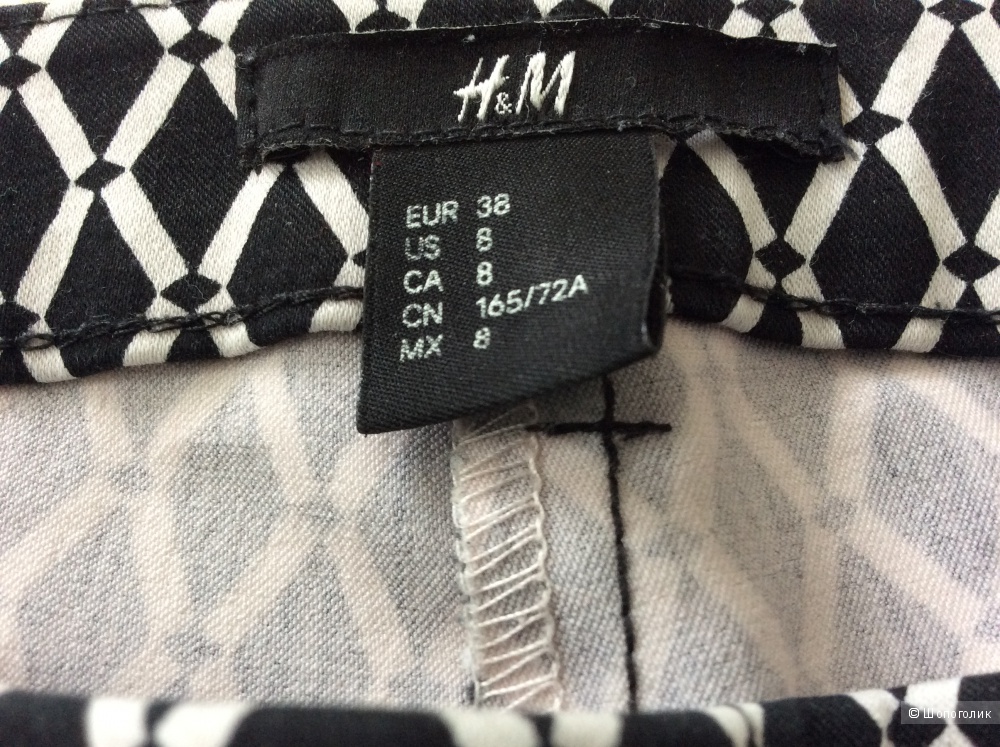 H&M
EUR 38
US 8
CA 8
CN 165/72A
MX 8
© Шопоголик